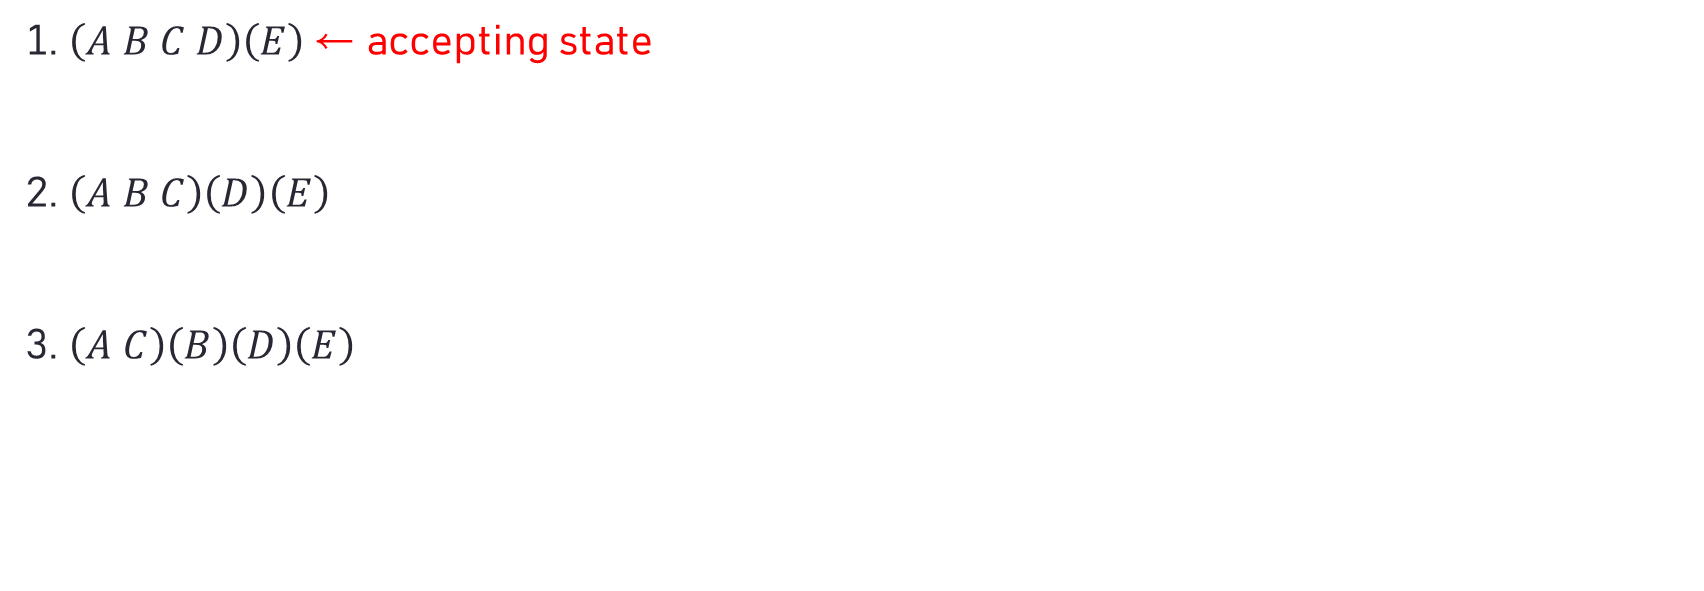 1. (A B C D)(E) ← accepting state
2. (A B C)(D)(E)
3. (A C)(B)(D)(E)